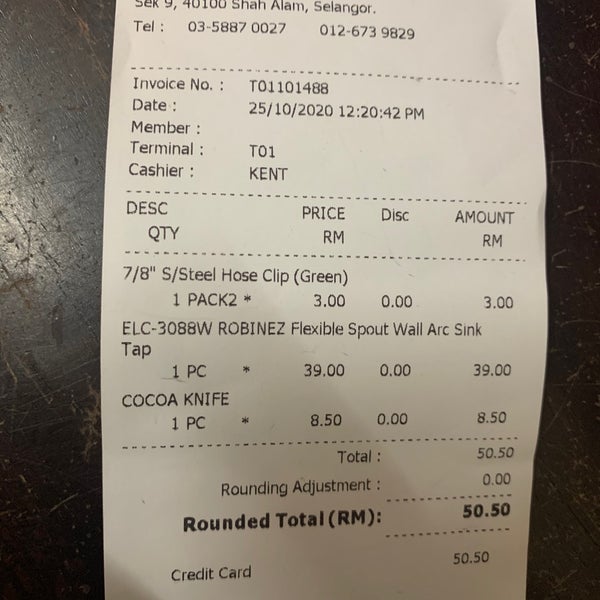 Sek 9, 40100 Shah Alam, Selangor.
Tel : 03-5887 0027 012-673 9829
Invoice No. : T01101488
Date : 25/10/2020 12:20:42 PM
Member :
Terminal : T01
Cashier : KENT
DESC PRICE Disc AMOUNT
QTY RM RM
7/8" S/Steel Hose Clip (Green)
1 PACK2 * 3.00 0.00 3.00
ELC-3088W ROBINEZ Flexible Spout Wall Arc Sink
Tap
1 PC * 39.00 0.00 39.00
COCOA KNIFE
1 PC * 8.50 0.00 8.50
Total : 50.50
Rounding Adjustment : 0.00
Rounded Total (RM): 50.50
Credit Card 50.50